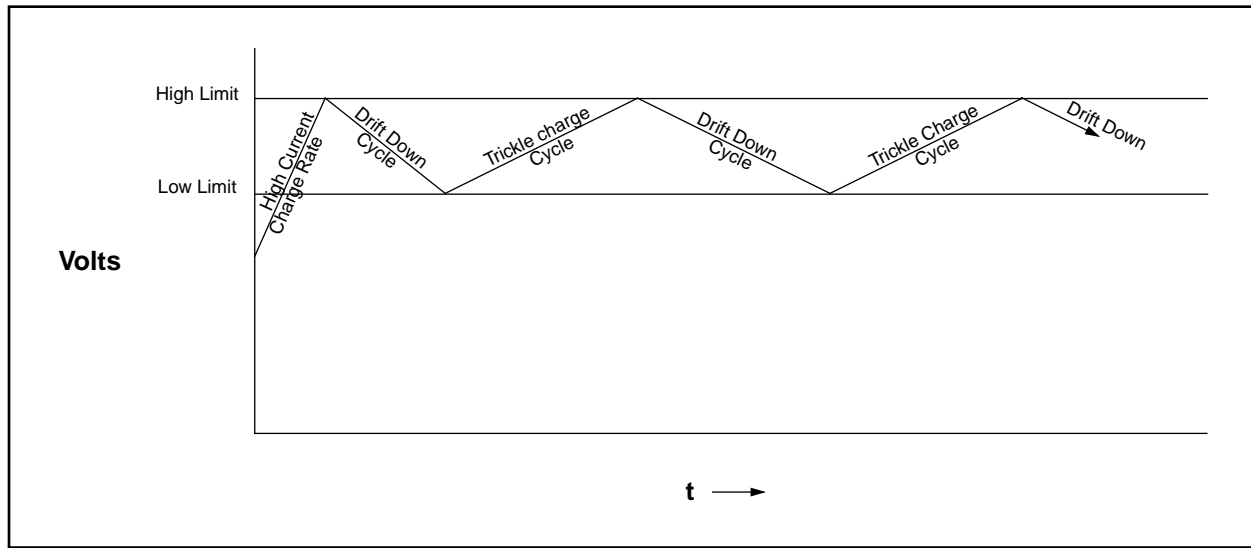 High Limit
Low Limit
Volts
High Current
Charge Rate
Drift Down
Cycle
Trickle charge
Cycle
Drift Down
Cycle
Trickle Charge
Cycle
Drift Down
t